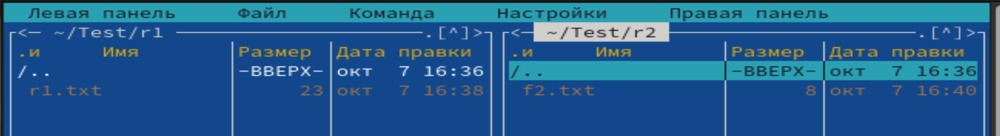 Левая панель Файл Команда Настройки Правая панель
<— ~/Test/r1 .[^]> <— ~/Test/r2 .[^]>
.и Имя Размер Дата правки .и Имя Размер Дата правки
/.. -ВВЕРХ- окт 7 16:36 /.. -ВВЕРХ- окт 7 16:36
r1.txt 23 окт 7 16:38 f2.txt 8 окт 7 16:40